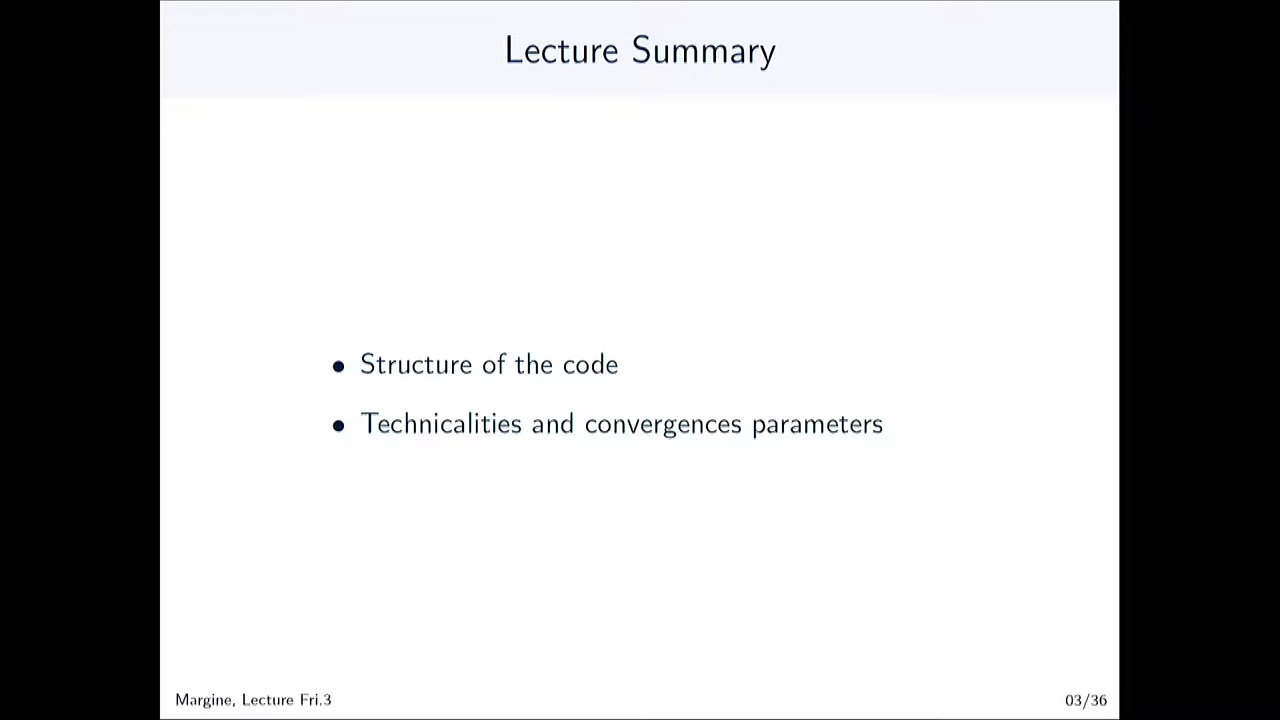 Lecture Summary
• Structure of the code
• Technicalities and convergences parameters
Margine, Lecture Fri.3
03/36